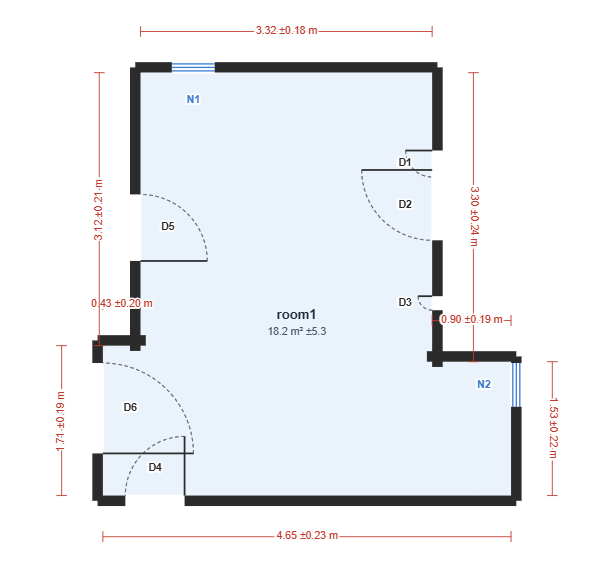 3.32 ±0.18 m
N1
D1
D2
3.12 ±0.21 m
3.30 ±0.24 m
D5
0.43 ±0.20 m
D3
room1
0.90 ±0.19 m
18.2 m² ±5.3
N2
D6
1.71 ±0.19 m
1.53 ±0.22 m
D4
4.65 ±0.23 m